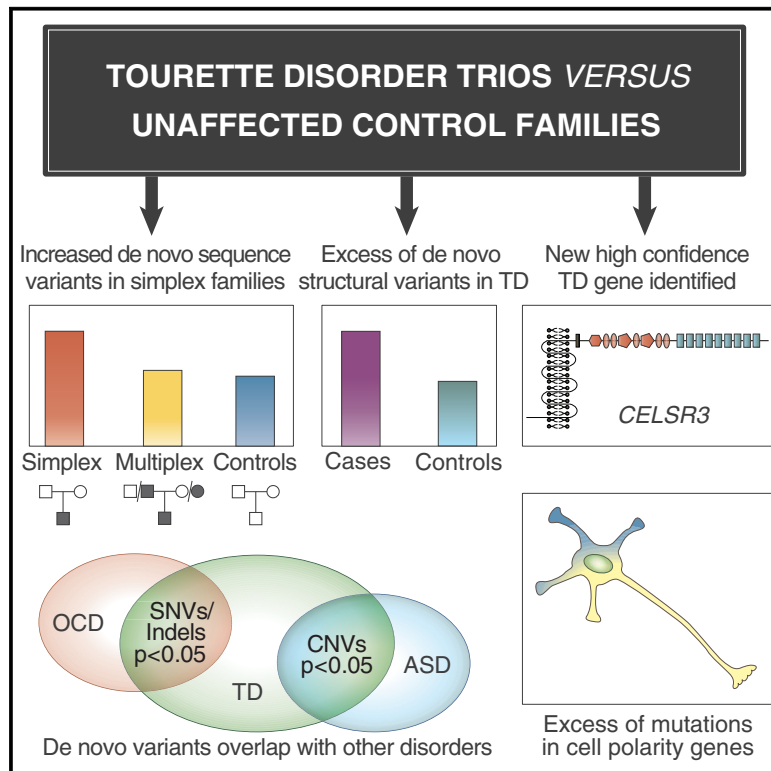 TOURETTE DISORDER TRIOS VERSUS
UNAFFECTED CONTROL FAMILIES
Increased de novo sequence
variants in simplex families
Simplex Multiplex Controls
Excess of de novo
structural variants in TD
Cases Controls
New high confidence
TD gene identified
CELSR3
OCD
SNVs/
Indels
p<0.05
TD
CNVs
p<0.05
ASD
De novo variants overlap with other disorders
Excess of mutations
in cell polarity genes